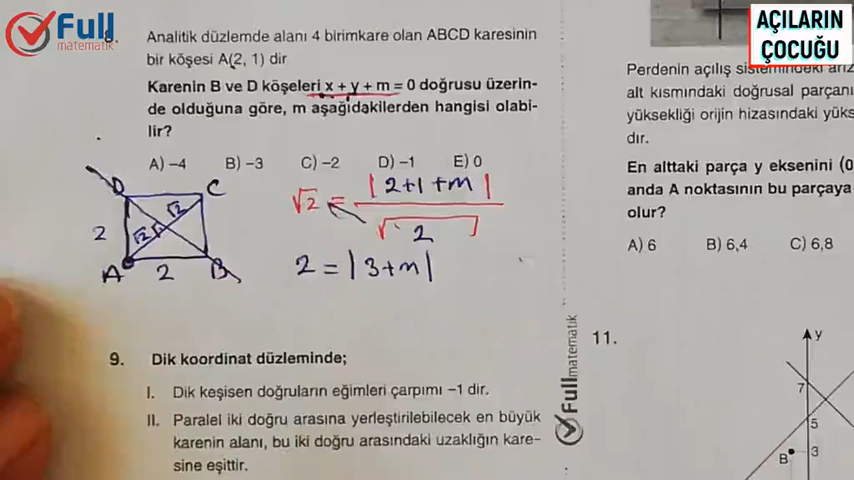 Full
matematik
8. Analitik düzlemde alanı 4 birimkare olan ABCD karesinin
bir köşesi A(2, 1) dir
Karenin B ve D köşeleri x + y + m = 0 doğrusu üzerin-
de olduğuna göre, m aşağıdakilerden hangisi olabi-
lir?
A) –4 B) –3 C) –2 D) –1 E) 0
D C
√2
√2
2
A 2 B
√2 = |2+1+m|
√2
2 = |3+m|
9. Dik koordinat düzleminde;
I. Dik keşisen doğruların eğimleri çarpımı –1 dir.
II. Paralel iki doğru arasına yerleştirilebilecek en büyük
karenin alanı, bu iki doğru arasındaki uzaklığın kare-
sine eşittir.
Fullmatematik
AÇILARIN
ÇOCUĞU
Perdenin açılış sistemindeki
alt kısmındaki doğrusal parçanı
yüksekliği orijin hizasındaki yüks
dır.
En alttaki parça y eksenini (0
anda A noktasının bu parçaya
olur?
A) 6 B) 6,4 C) 6,8
11.
y
7
5
B 3